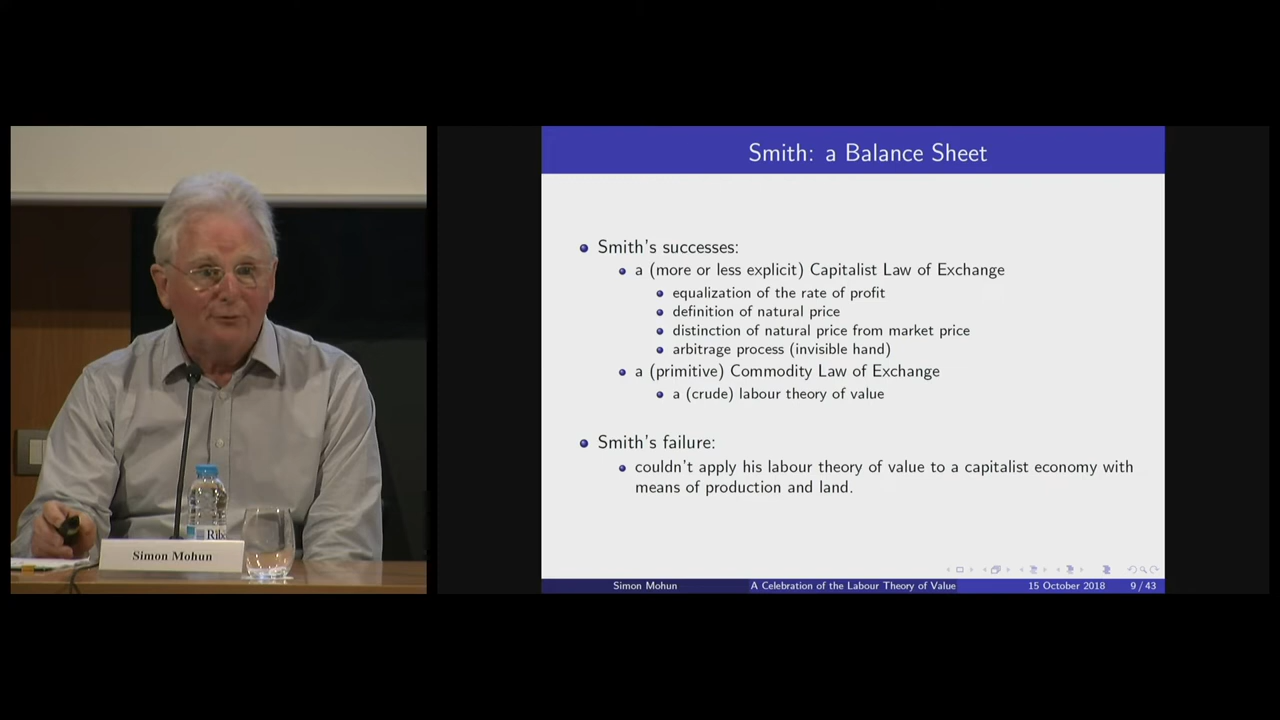 Smith: a Balance Sheet
Smith's successes:
a (more or less explicit) Capitalist Law of Exchange
equalization of the rate of profit
definition of natural price
distinction of natural price from market price
arbitrage process (invisible hand)
a (primitive) Commodity Law of Exchange
a (crude) labour theory of value
Smith's failure:
couldn't apply his labour theory of value to a capitalist economy with
means of production and land.
Simon Mohun A Celebration of the Labour Theory of Value 15 October 2018 9 / 43
Simon Mohun